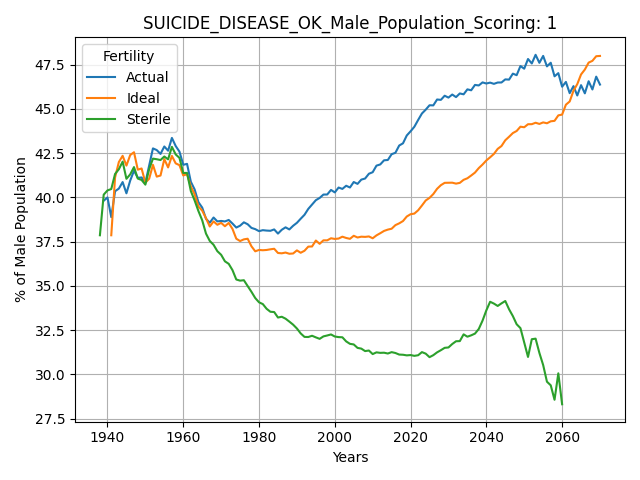 SUICIDE_DISEASE_OK_Male_Population_Scoring: 1
Fertility
Actual
Ideal
Sterile
% of Male Population
47.5
45.0
42.5
40.0
37.5
35.0
32.5
30.0
27.5
1940 1960 1980 2000 2020 2040 2060
Years